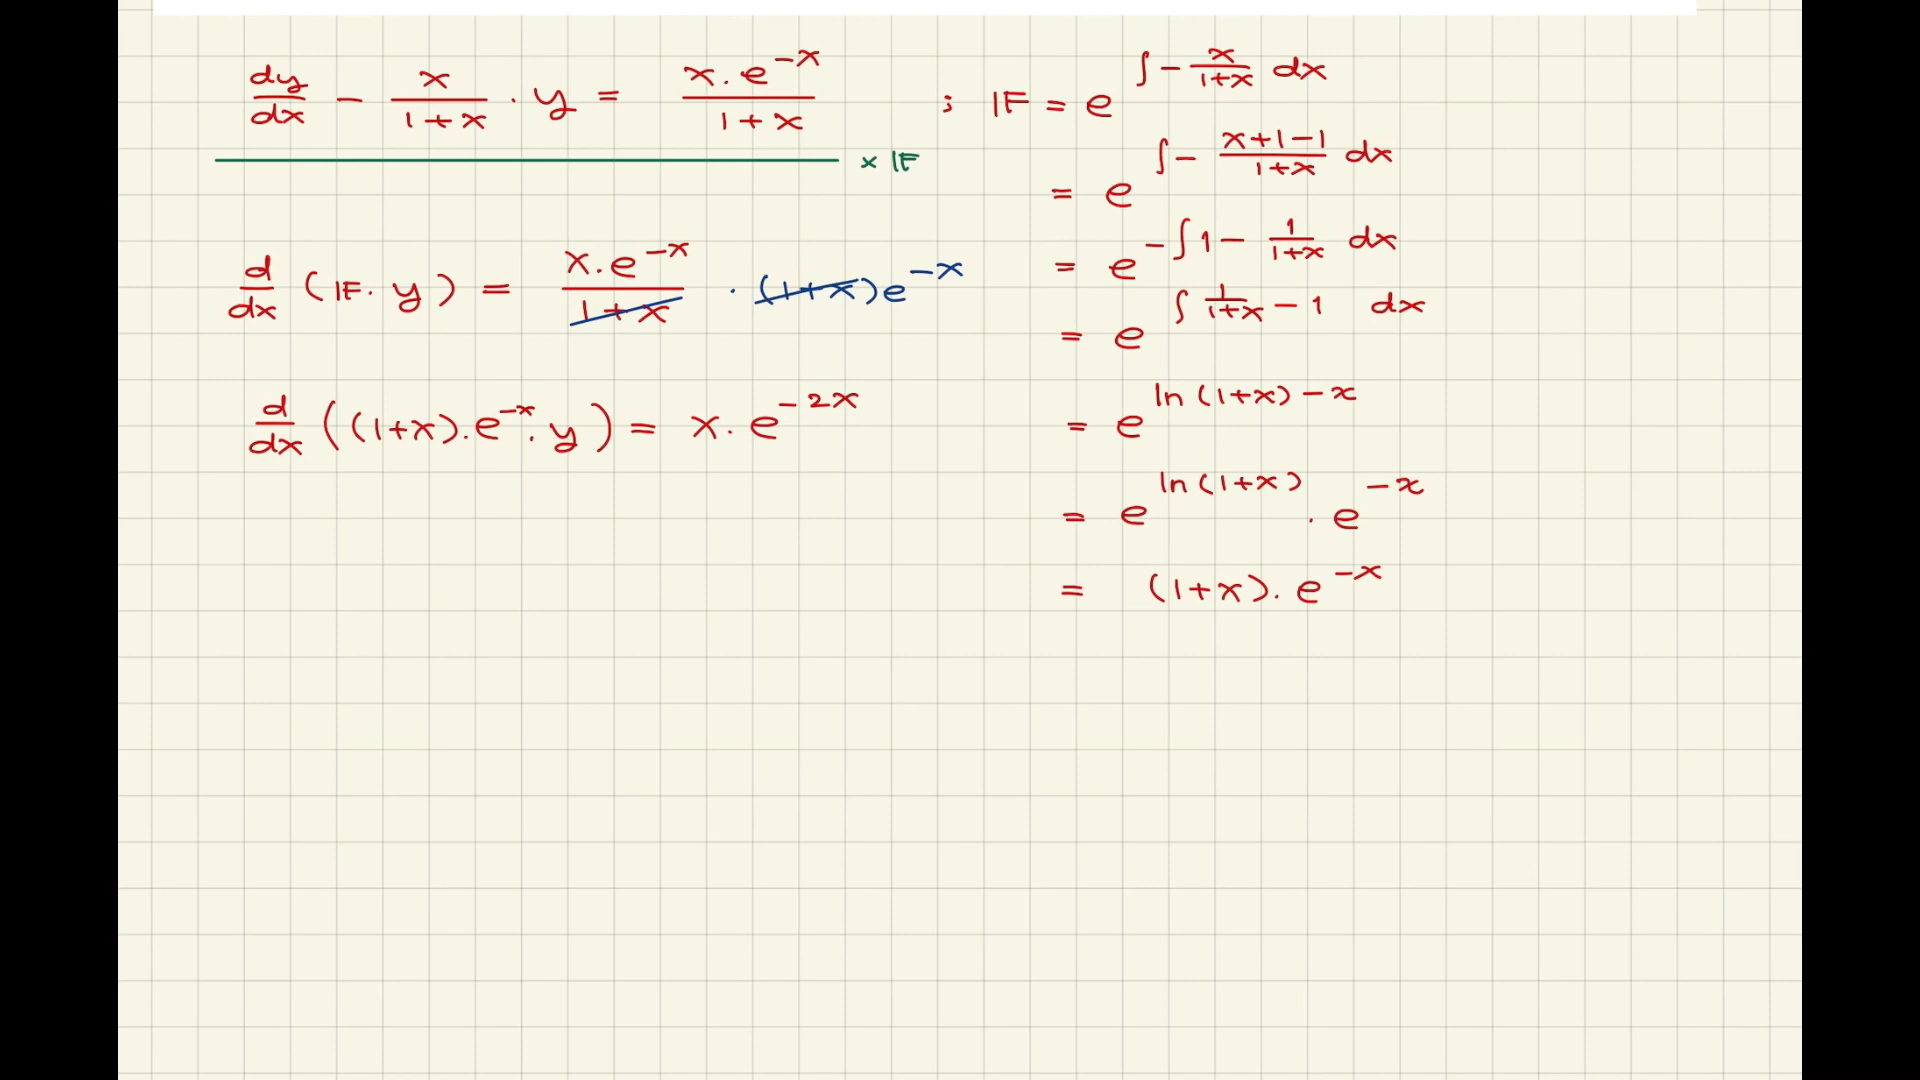 dy/dx - x/(1+x) · y = x.e^(-x)/(1+x) ; IF = e^(∫ - x/(1+x) dx)
× IF
= e^(∫ - (x+1-1)/(1+x) dx)
= e^(-∫ 1 - 1/(1+x) dx)
d/dx (IF. y) = x.e^(-x)/(1+x) · (1+x)e^(-x)
= e^(∫ 1/(1+x) - 1 dx)
d/dx ((1+x).e^(-x).y) = x.e^(-2x)
= e^(ln(1+x) - x)
= e^(ln(1+x)) . e^(-x)
= (1+x). e^(-x)